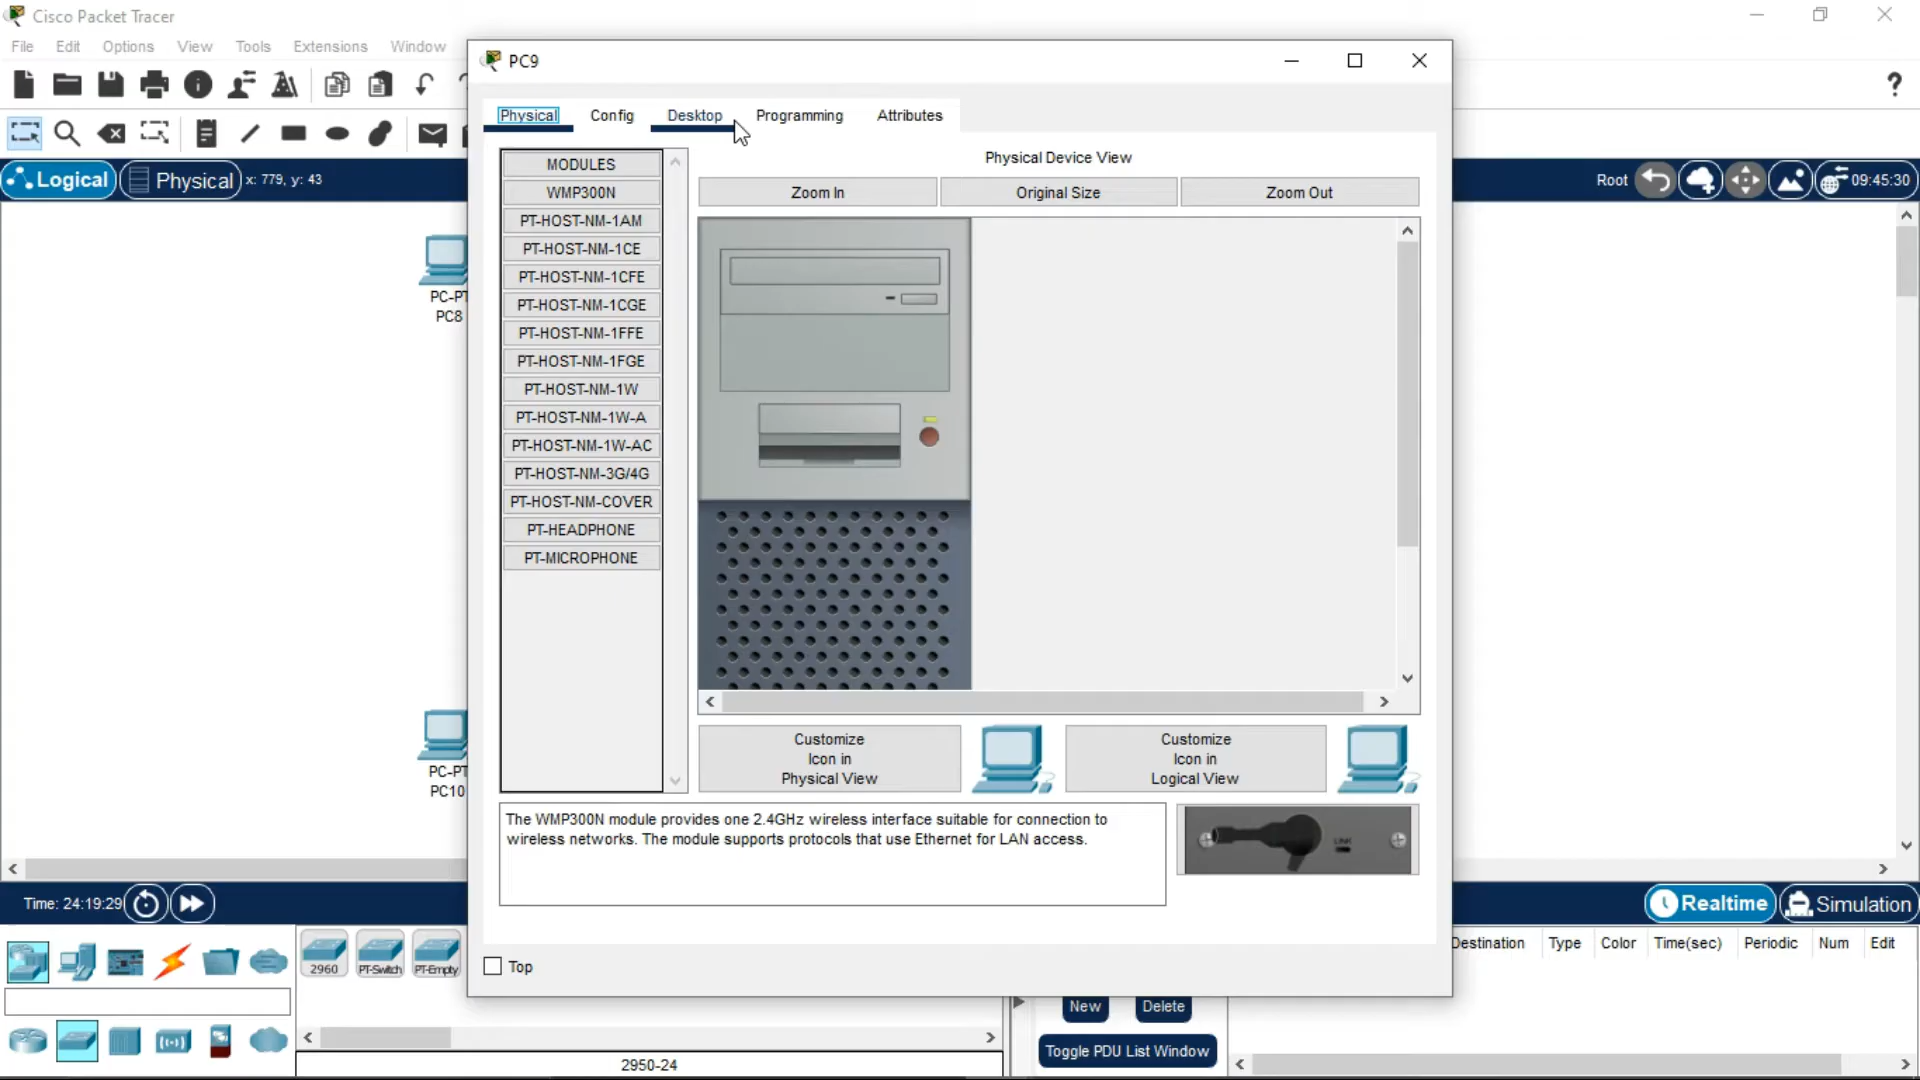 Cisco Packet Tracer
File Edit Options View Tools Extensions Window
PC9
Physical Config Desktop Programming Attributes
Logical Physical x: 779, y: 43
Root 09:45:30
MODULES
WMP300N
PT-HOST-NM-1AM
PT-HOST-NM-1CE
PT-HOST-NM-1CFE
PT-HOST-NM-1CGE
PT-HOST-NM-1FFE
PT-HOST-NM-1FGE
PT-HOST-NM-1W
PT-HOST-NM-1W-A
PT-HOST-NM-1W-AC
PT-HOST-NM-3G/4G
PT-HOST-NM-COVER
PT-HEADPHONE
PT-MICROPHONE
Physical Device View
Zoom In Original Size Zoom Out
PC-PT
PC8
PC-PT
PC10
Customize
Icon in
Physical View
Customize
Icon in
Logical View
The WMP300N module provides one 2.4GHz wireless interface suitable for connection to
wireless networks. The module supports protocols that use Ethernet for LAN access.
LINK
Top
Time: 24:19:29
Realtime Simulation
2960 PT-Switch PT-Empty
2950-24
New Delete
Toggle PDU List Window
Destination Type Color Time(sec) Periodic Num Edit